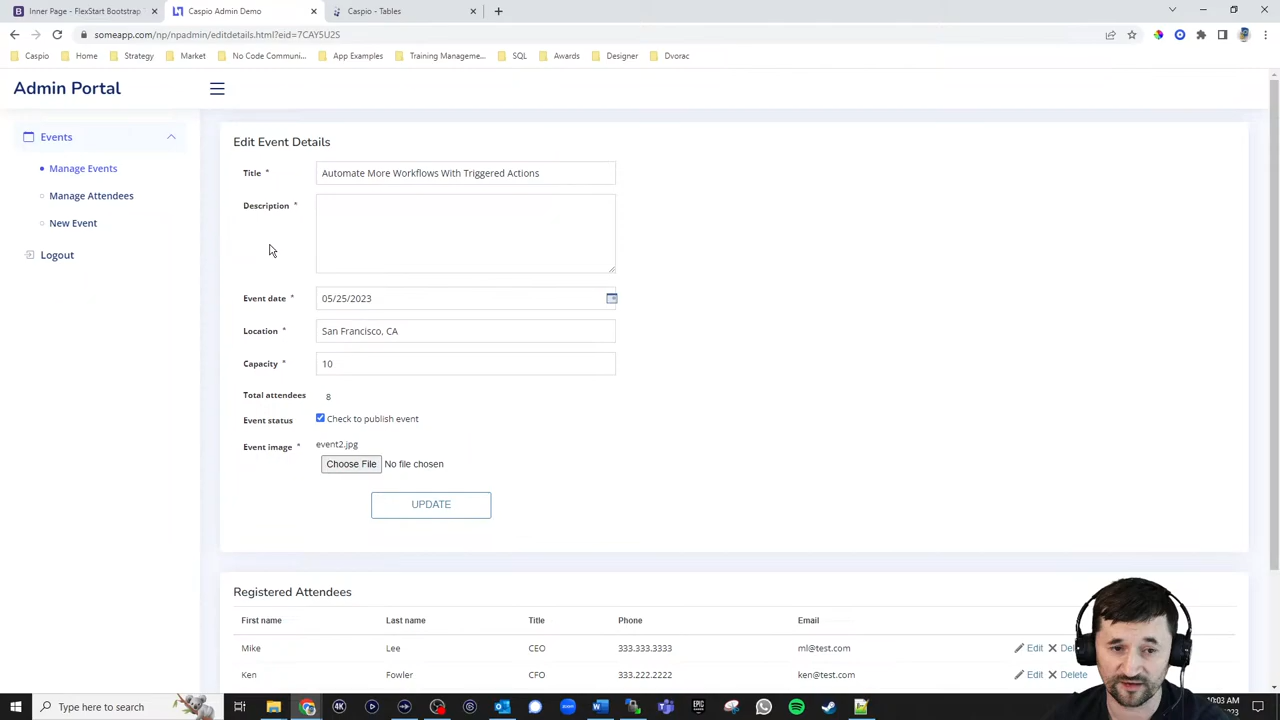 Inner Page - FlexStart Bootstrap
Caspio Admin Demo
Caspio - Tables
someapp.com/np/npadmin/editdetails.html?eid=7CAY5U2S
Caspio
Home
Strategy
Market
No Code Communi...
App Examples
Training Manageme...
SQL
Awards
Designer
Dvorac
Admin Portal
Events
Manage Events
Manage Attendees
New Event
Logout
Edit Event Details
Title *
Automate More Workflows With Triggered Actions
Description *
Event date *
05/25/2023
Location *
San Francisco, CA
Capacity *
10
Total attendees
8
Event status
Check to publish event
Event image *
event2.jpg
Choose File No file chosen
UPDATE
Registered Attendees
First name Last name Title Phone Email
Mike Lee CEO 333.333.3333 ml@test.com Edit
Ken Fowler CFO 333.222.2222 ken@test.com Edit Delete
Type here to search
4K
EPIC
10:03 AM